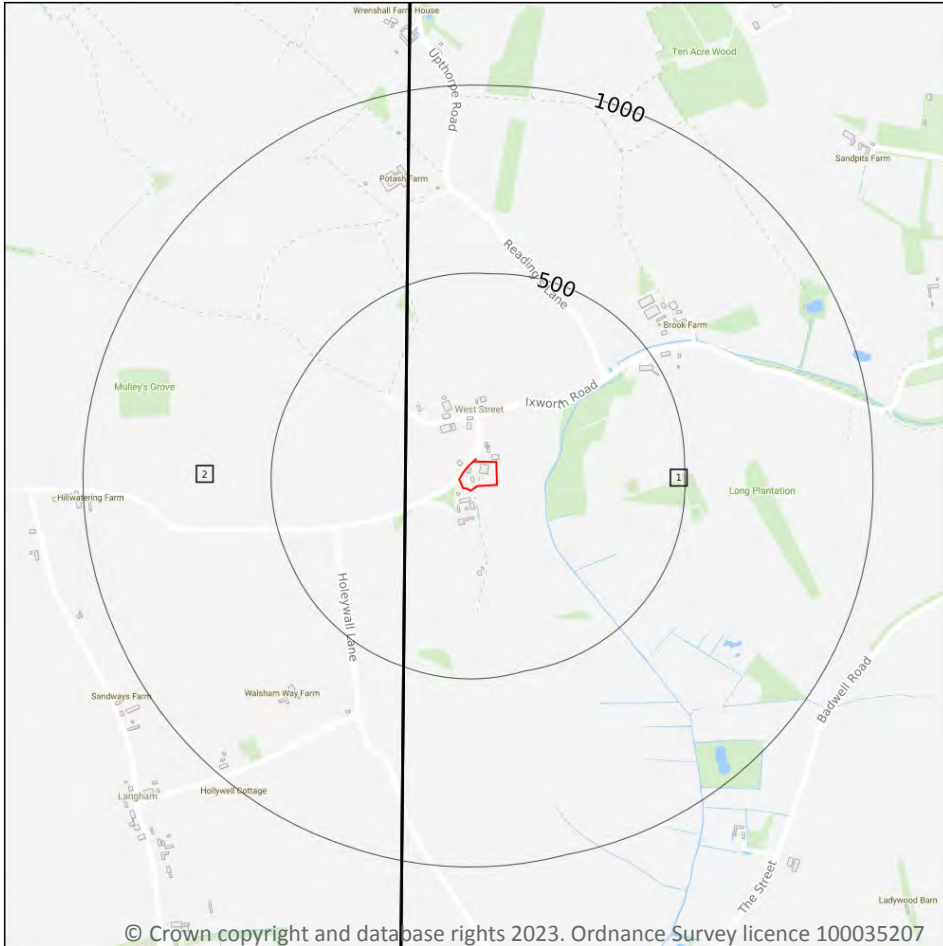 Wrenshall Farm House
Upthorpe Road
Ten Acre Wood
1000
Sandpits Farm
Potash Farm
Reading Lane
500
Brook Farm
Mulley's Grove
West Street
Ixworth Road
2
1
Hillwatering Farm
Long Plantation
Holeywall Lane
Sandways Farm
Walsham Way Farm
Badwell Road
Langham
Hollywell Cottage
The Street
Ladywood Barn
© Crown copyright and database rights 2023. Ordnance Survey licence 100035207